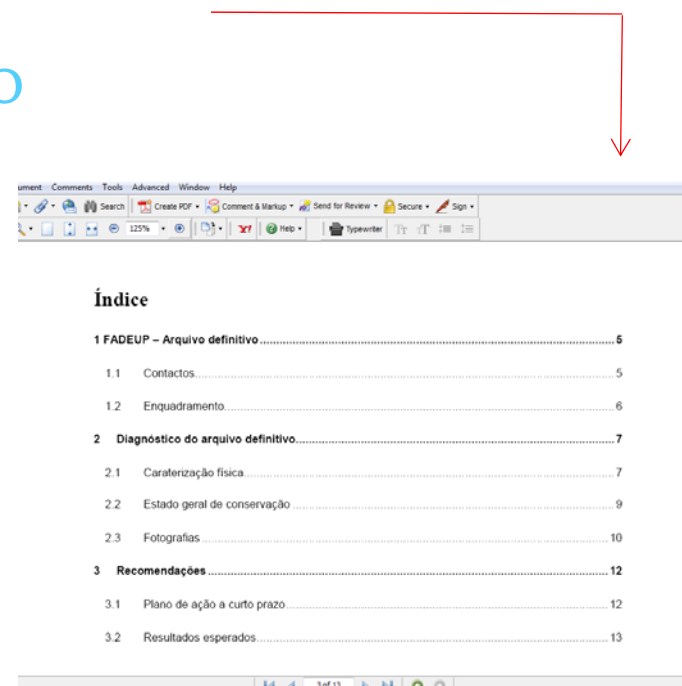 o
ument Comments Tools Advanced Window Help
Search Create PDF Comment & Markup Send for Review Secure Sign
125% Y! Help Typewriter
Índice
1 FADEUP – Arquivo definitivo 5
1.1 Contactos 5
1.2 Enquadramento 6
2 Diagnóstico do arquivo definitivo 7
2.1 Caraterização física 7
2.2 Estado geral de conservação 9
2.3 Fotografias 10
3 Recomendações 12
3.1 Plano de ação a curto prazo 12
3.2 Resultados esperados 13
3 of 13